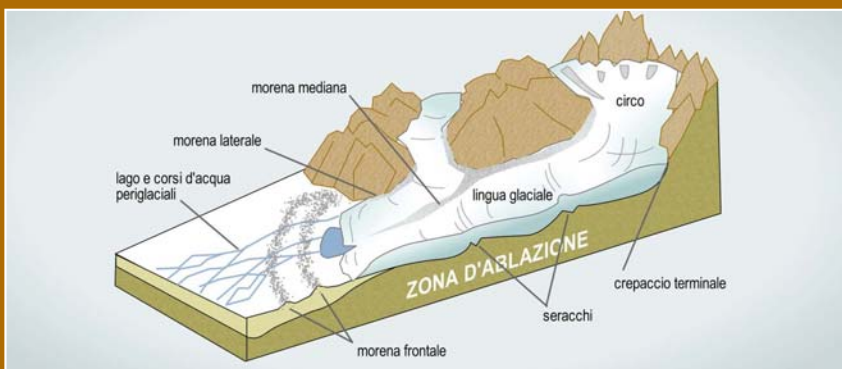 morena mediana
circo
morena laterale
lago e corsi d'acqua
periglaciali
lingua glaciale
ZONA D'ABLAZIONE
crepaccio terminale
seracchi
morena frontale